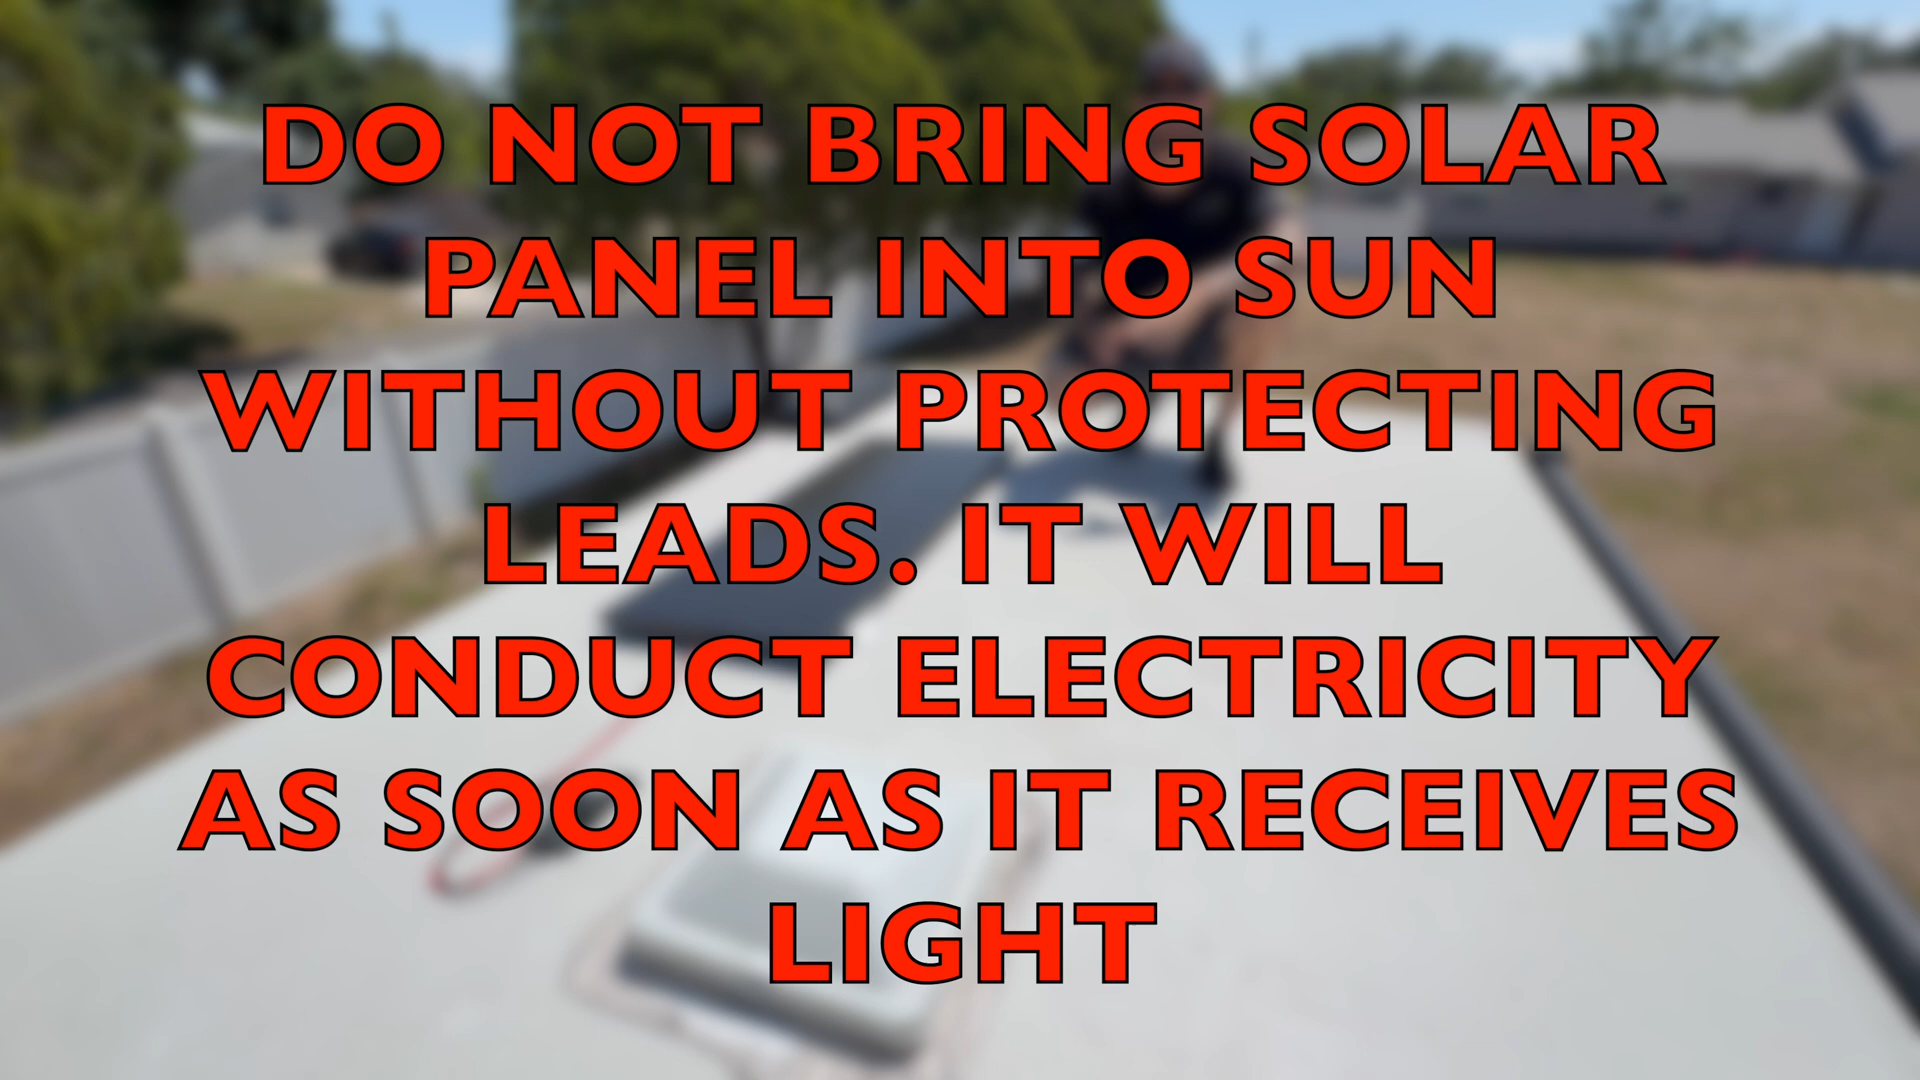 DO NOT BRING SOLAR
PANEL INTO SUN
WITHOUT PROTECTING
LEADS. IT WILL
CONDUCT ELECTRICITY
AS SOON AS IT RECEIVES
LIGHT